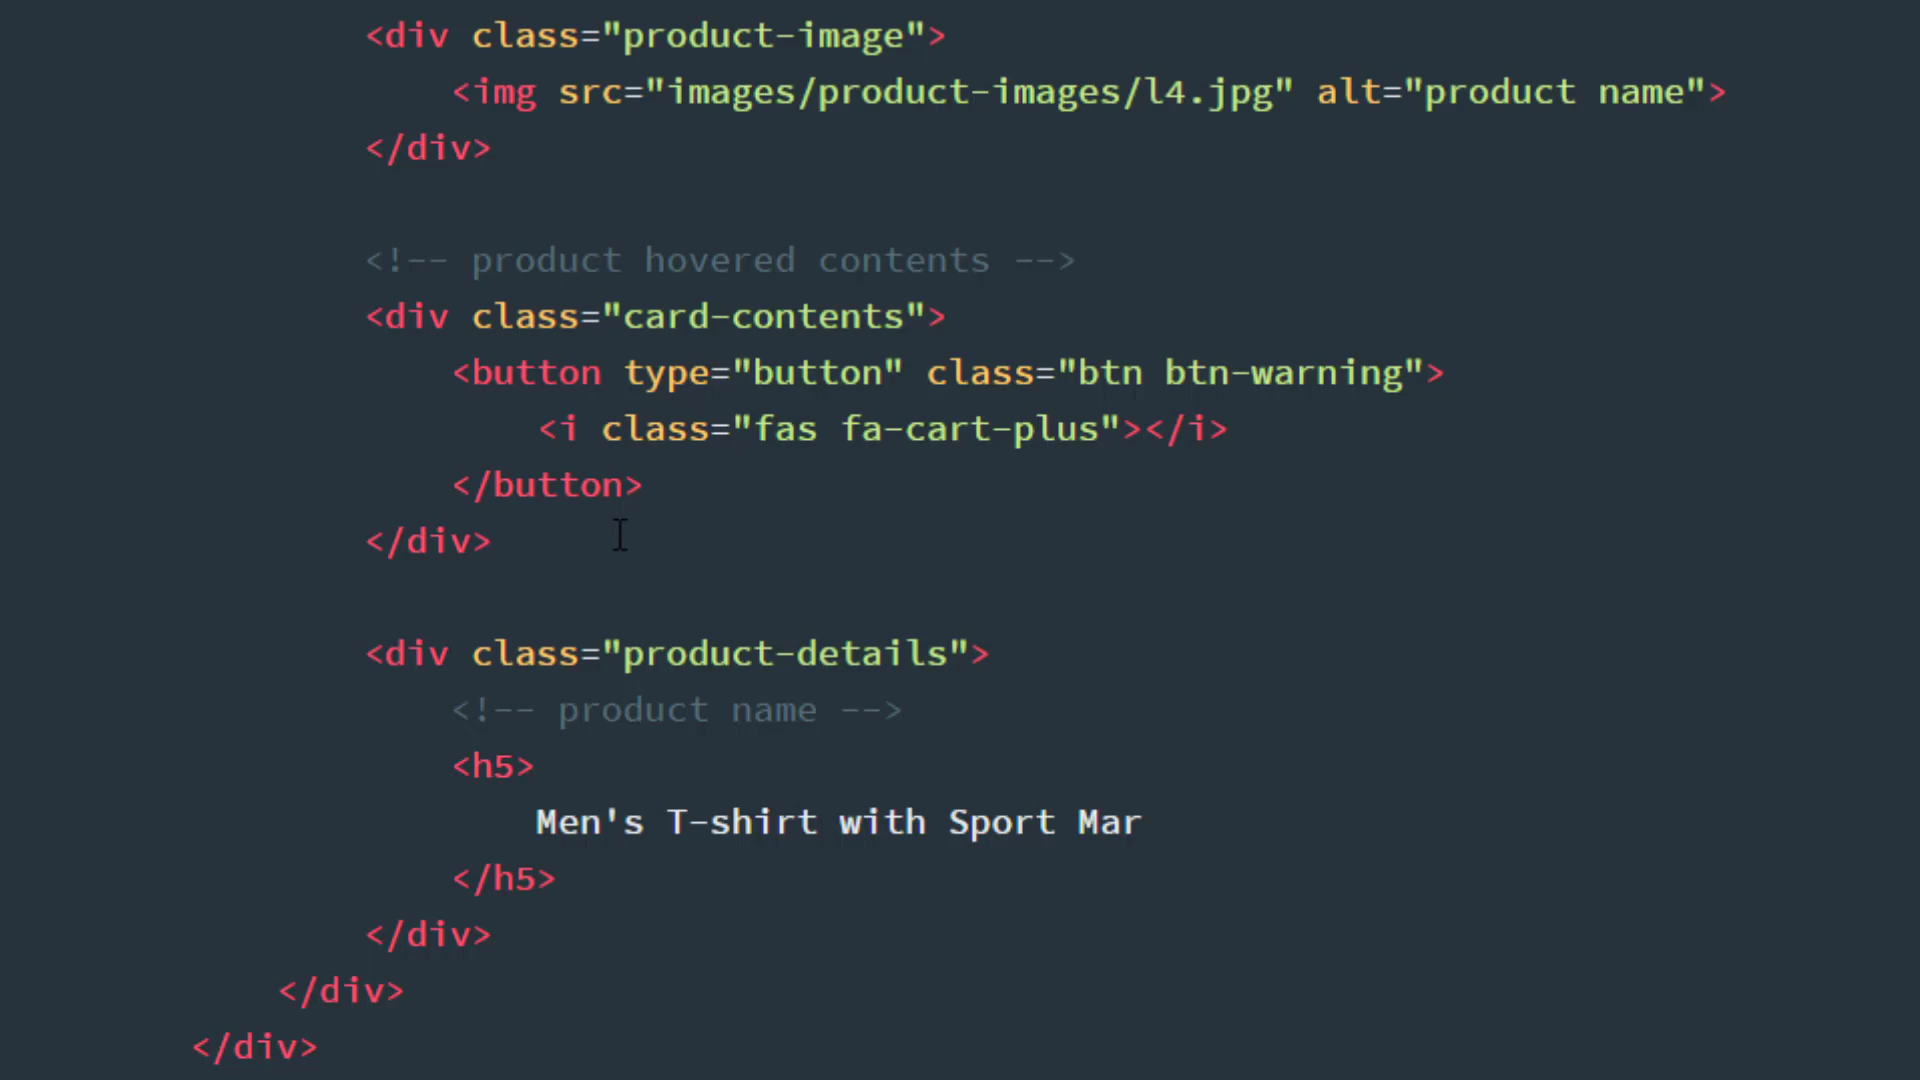 <div class="product-image">
<img src="images/product-images/l4.jpg" alt="product name">
</div>
<!-- product hovered contents -->
<div class="card-contents">
<button type="button" class="btn btn-warning">
<i class="fas fa-cart-plus"></i>
</button>
</div>
<div class="product-details">
<!-- product name -->
<h5>
Men's T-shirt with Sport Mar
</h5>
</div>
</div>
</div>